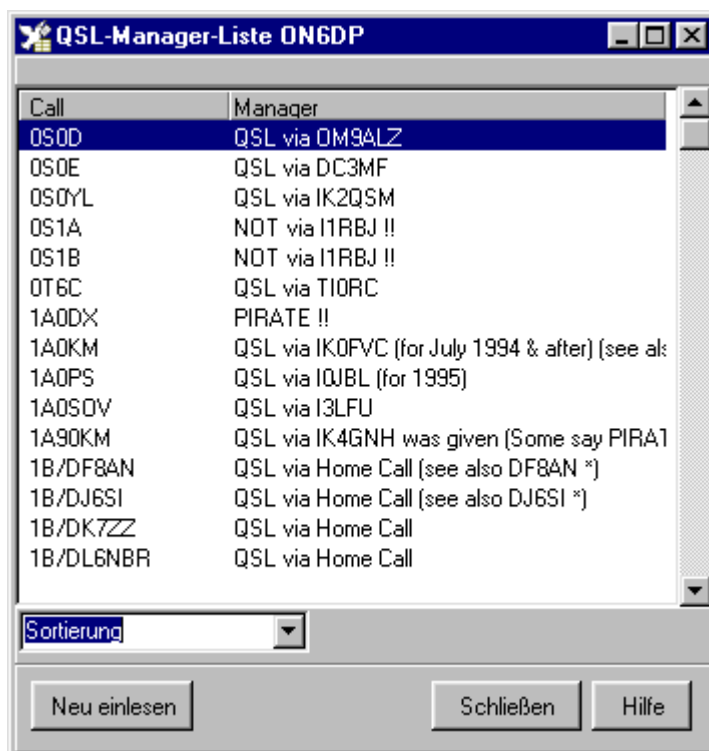 QSL-Manager-Liste ON6DP
Call Manager
0S0D QSL via OM9ALZ
0S0E QSL via DC3MF
0S0YL QSL via IK2QSM
0S1A NOT via I1RBJ !!
0S1B NOT via I1RBJ !!
0T6C QSL via TI0RC
1A0DX PIRATE !!
1A0KM QSL via IK0FVC (for July 1994 & after) (see als
1A0PS QSL via I0JBL (for 1995)
1A0SOV QSL via I3LFU
1A90KM QSL via IK4GNH was given (Some say PIRAT
1B/DF8AN QSL via Home Call (see also DF8AN *)
1B/DJ6SI QSL via Home Call (see also DJ6SI *)
1B/DK7ZZ QSL via Home Call
1B/DL6NBR QSL via Home Call
Sortierung
Neu einlesen Schließen Hilfe